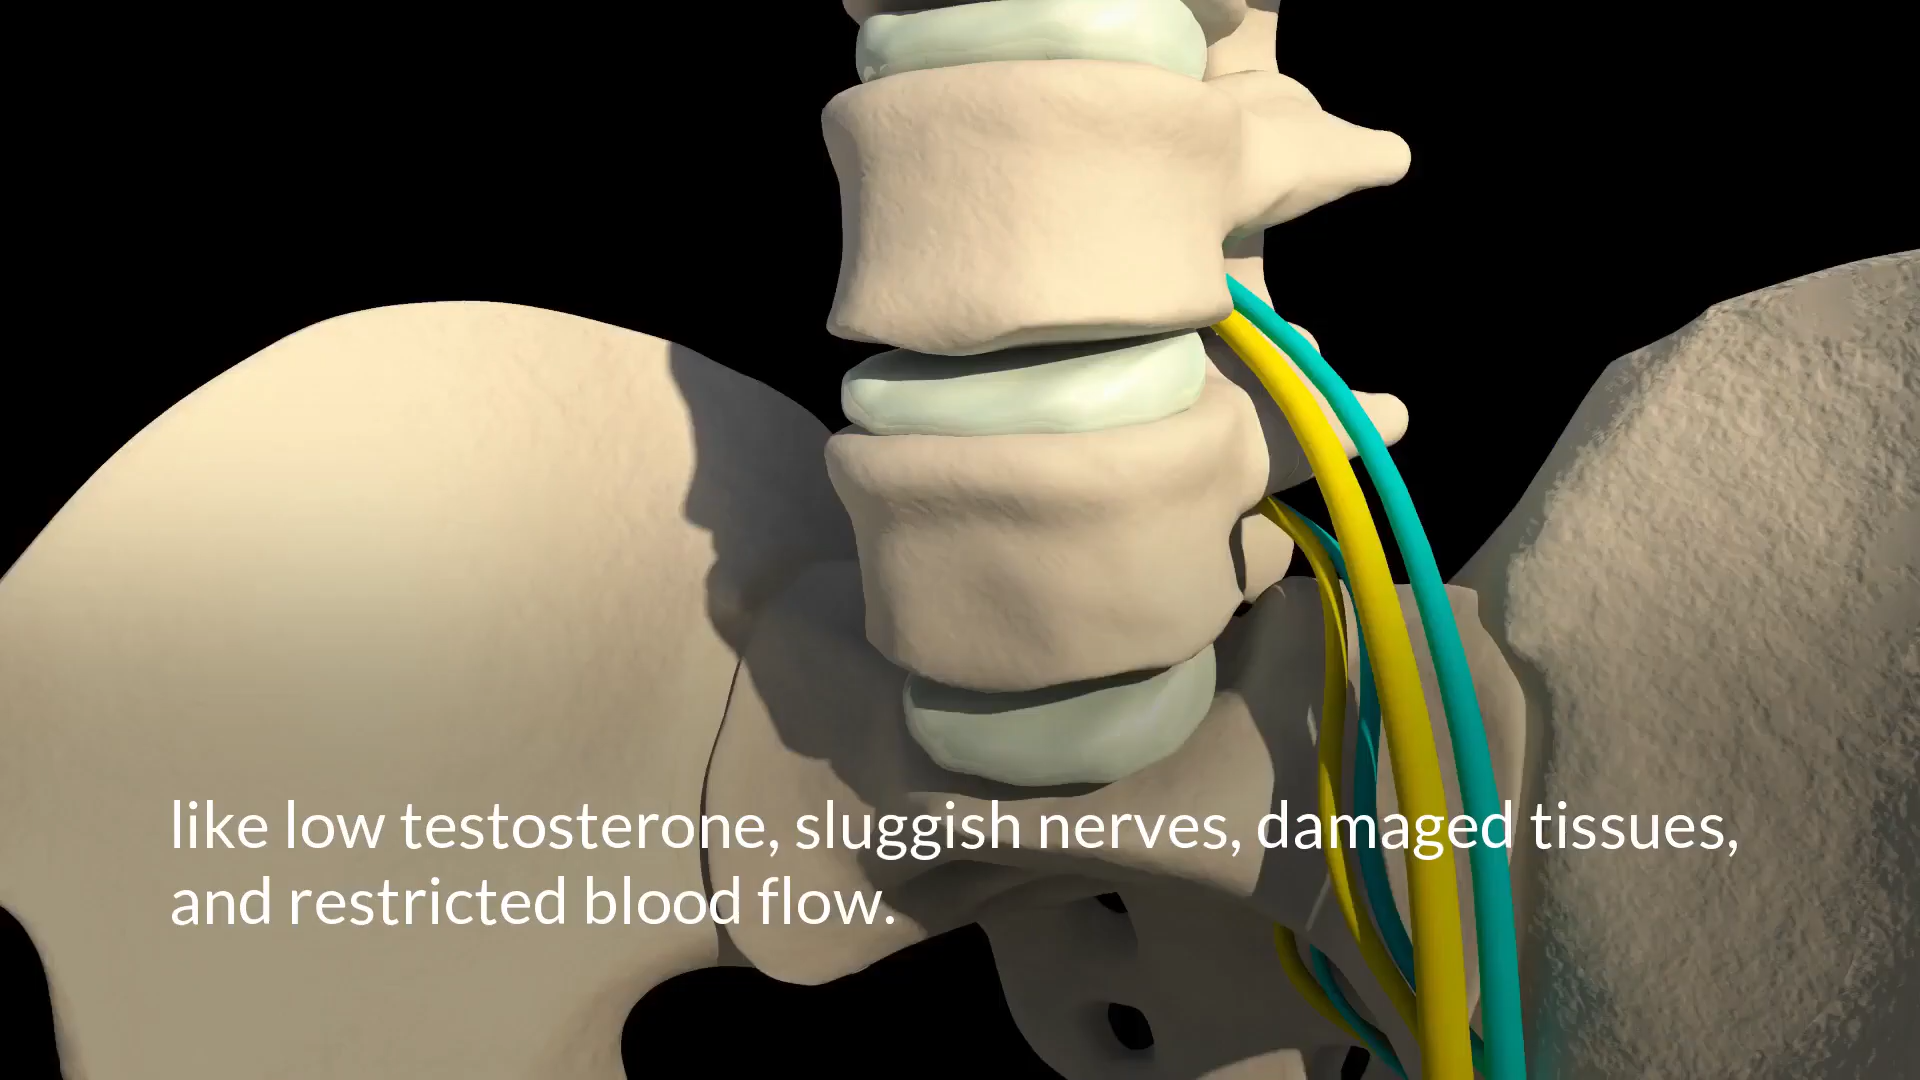 like low testosterone, sluggish nerves, damaged tissues,
and restricted blood flow.